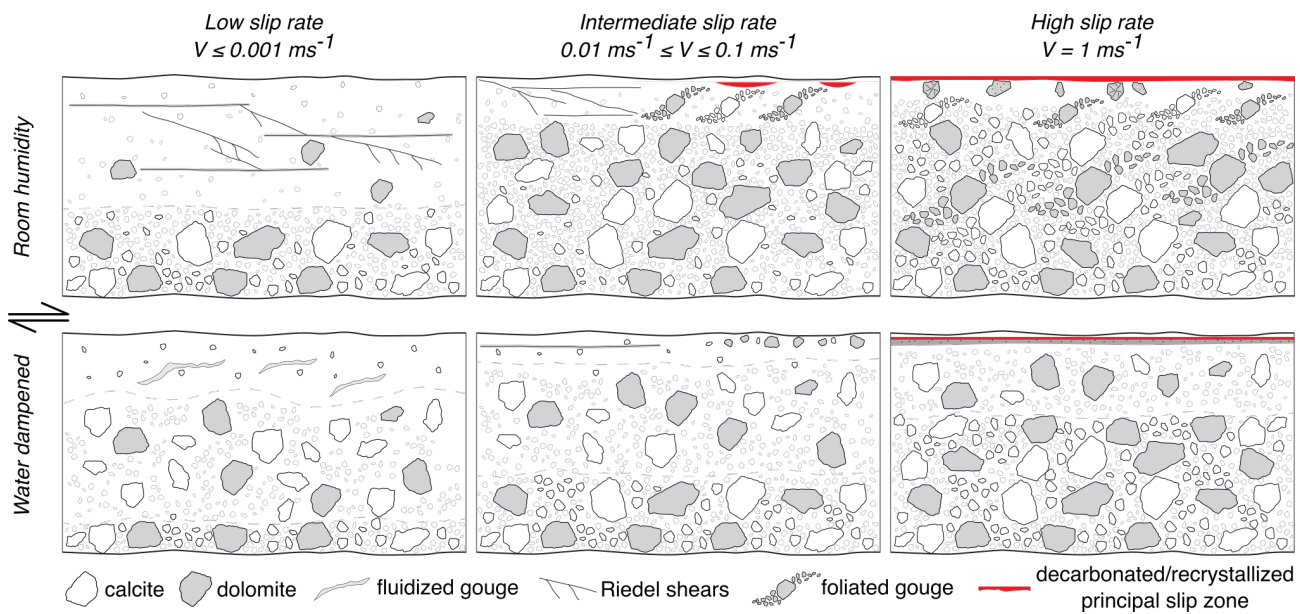 Low slip rate
V ≤ 0.001 ms⁻¹
Intermediate slip rate
0.01 ms⁻¹ ≤ V ≤ 0.1 ms⁻¹
High slip rate
V = 1 ms⁻¹
Room humidity
Water dampened
calcite
dolomite
fluidized gouge
Riedel shears
foliated gouge
decarbonated/recrystallized
principal slip zone